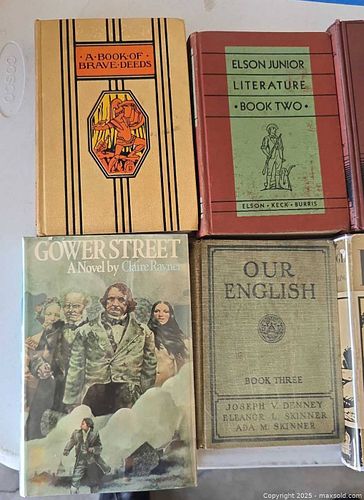 A · BOOK · OF
BRAVE · DEEDS
ELSON JUNIOR
LITERATURE
• BOOK TWO •
ELSON • KECK • BURRIS
GOWER STREET
A Novel by Claire Rayner
OUR
ENGLISH
BOOK THREE
JOSEPH V. DENNEY
ELEANOR L. SKINNER
ADA M. SKINNER
COSCO
Copyright 2025 - maxsold.com